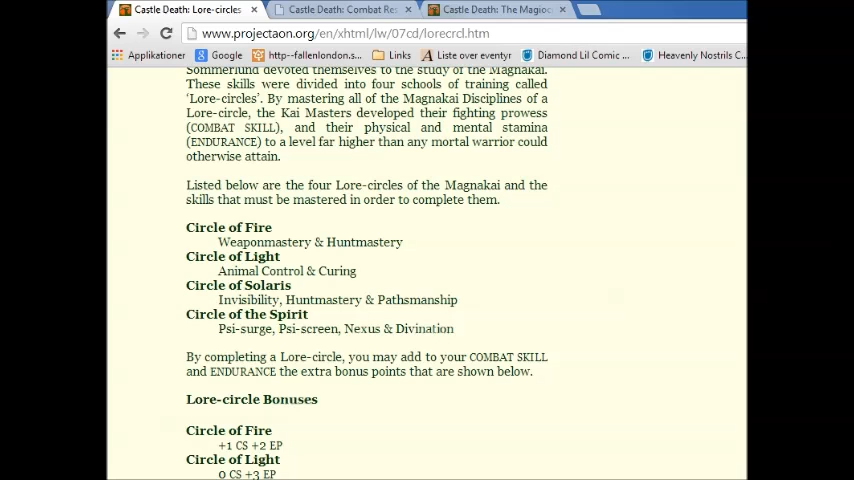 Castle Death: Lore-circles
Castle Death: Combat Res
Castle Death: The Magioc
www.projectaon.org/en/xhtml/lw/07cd/lorecrcl.htm
Applikationer
Google
http--fallenlondon.s...
Links
Liste over eventyr
Diamond Lil Comic ...
Heavenly Nostrils C...
Sommerlund devoted themselves to the study of the Magnakai.
These skills were divided into four schools of training called
‘Lore-circles’. By mastering all of the Magnakai Disciplines of a
Lore-circle, the Kai Masters developed their fighting prowess
(COMBAT SKILL), and their physical and mental stamina
(ENDURANCE) to a level far higher than any mortal warrior could
otherwise attain.
Listed below are the four Lore-circles of the Magnakai and the
skills that must be mastered in order to complete them.
Circle of Fire
Weaponmastery & Huntmastery
Circle of Light
Animal Control & Curing
Circle of Solaris
Invisibility, Huntmastery & Pathsmanship
Circle of the Spirit
Psi-surge, Psi-screen, Nexus & Divination
By completing a Lore-circle, you may add to your COMBAT SKILL
and ENDURANCE the extra bonus points that are shown below.
Lore-circle Bonuses
Circle of Fire
+1 CS +2 EP
Circle of Light
0 CS +3 EP